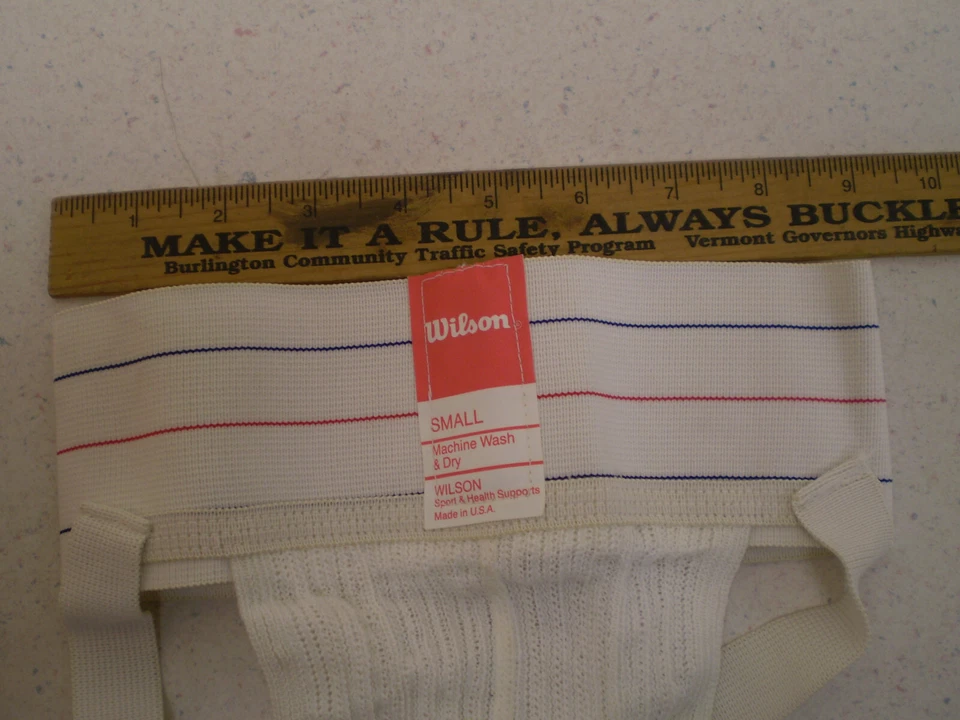 1 2 3 4 5 6 7 8 9 10
MAKE IT A RULE, ALWAYS BUCKLE
Burlington Community Traffic Safety Program Vermont Governors Highwa
Wilson
SMALL
Machine Wash
& Dry
WILSON
Sport & Health Supports
Made in U.S.A.